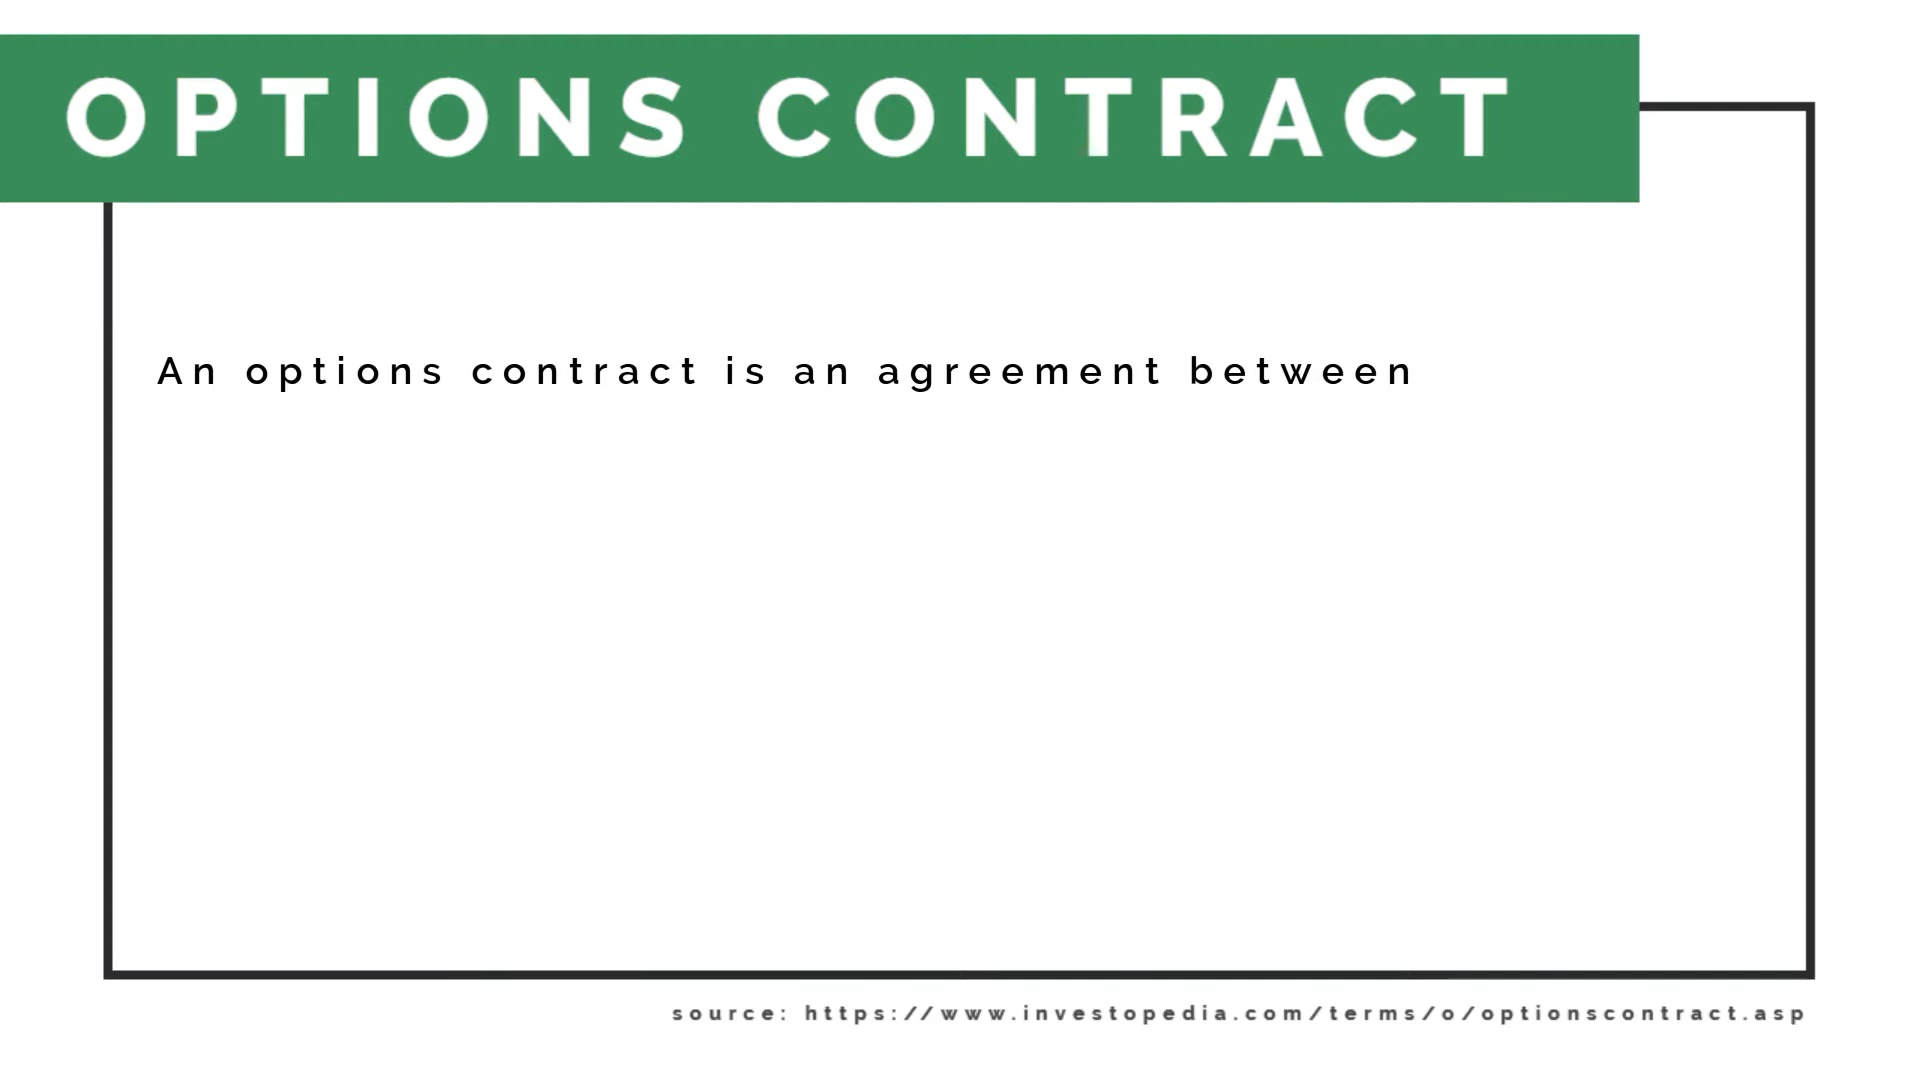 OPTIONS CONTRACT
An options contract is an agreement between
source: https://www.investopedia.com/terms/o/optionscontract.asp